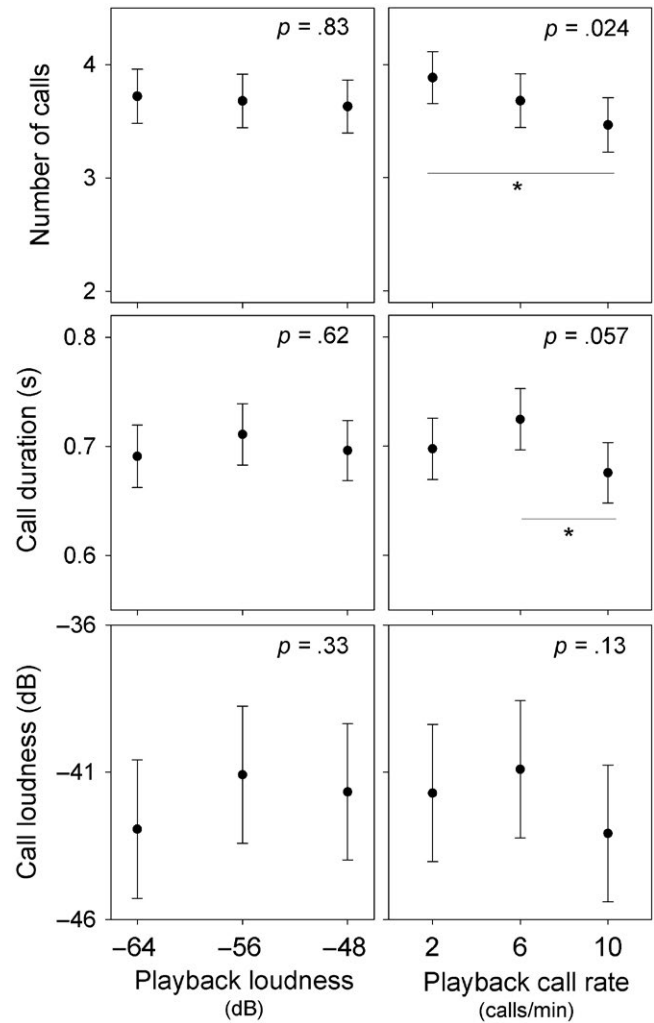 Number of calls
4
3
2
p = .83
p = .024
*
Call duration (s)
0.8
0.7
0.6
p = .62
p = .057
*
Call loudness (dB)
–36
–41
–46
p = .33
p = .13
–64
–56
–48
2
6
10
Playback loudness
(dB)
Playback call rate
(calls/min)